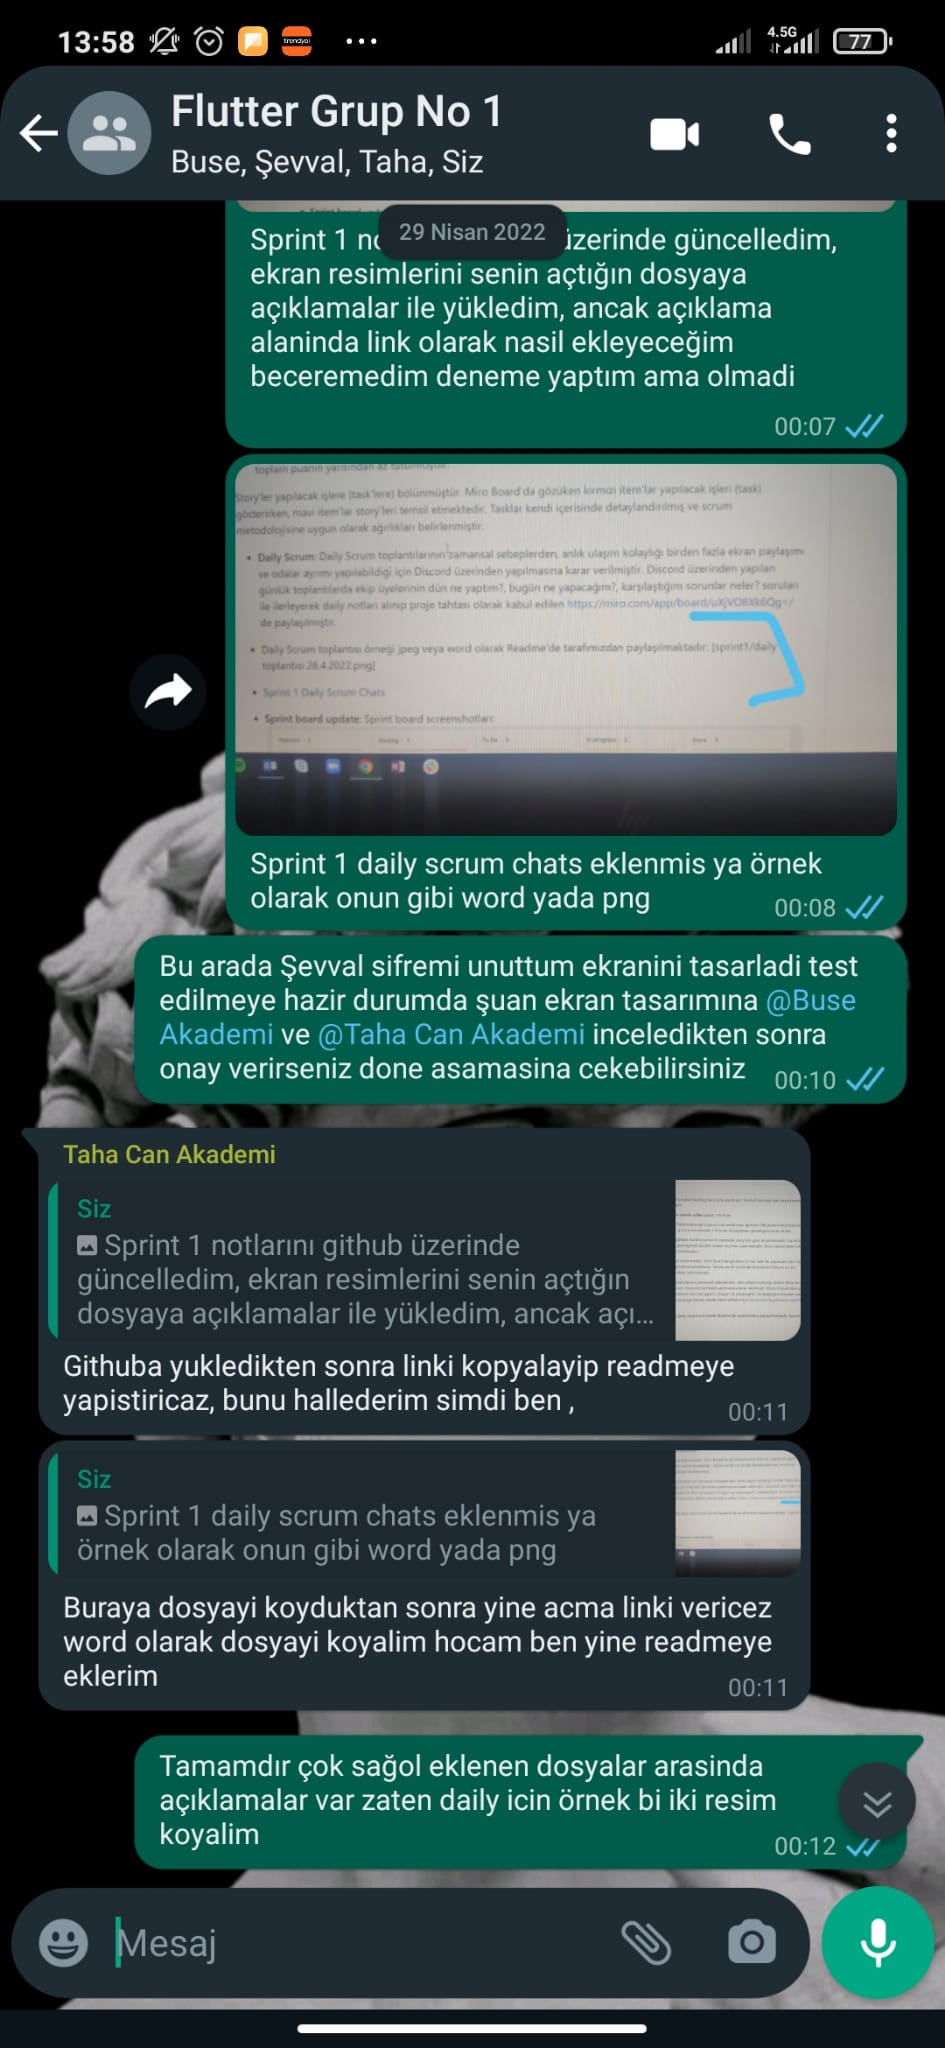 13:58
trendyol
4.5G
77
Flutter Grup No 1
Buse, Şevval, Taha, Siz
29 Nisan 2022
Sprint 1 üzerinde güncelledim,
ekran resimlerini senin açtığın dosyaya
açıklamalar ile yükledim, ancak açıklama
alaninda link olarak nasil ekleyeceğim
beceremedim deneme yaptım ama olmadi
00:07
toplam puanın yarısından az tutulmuştur.
Story'ler yapılacak işlere (task'lere) bölünmüştür. Miro Board'da gözüken kırmızı item'lar yapılacak işleri (task)
gösterirken, mavi item'lar story'leri temsil etmektedir. Tasklar kendi içerisinde detaylandırılmış ve scrum
metodolojisine uygun olarak ağırlıkları belirlenmiştir.
• Daily Scrum: Daily Scrum toplantılarının zamansal sebeplerden, anlık ulaşım kolaylığı birden fazla ekran paylaşımı
ve odalar ayrımı yapılabildiği için Discord üzerinden yapılmasına karar verilmiştir. Discord üzerinden yapılan
günlük toplantılarda ekip üyelerinin dün ne yaptım?, bugün ne yapacağım?, karşılaştığım sorunlar neler? soruları
ile ilerleyerek daily notları alınıp proje tahtası olarak kabul edilen https://miro.com/app/board/uXjVO8Xk6Qg=/
de paylaşılmıştır.
• Daily Scrum toplantısı örneği jpeg veya word olarak Readme'de tarafımızdan paylaşılmaktadır: [sprint1/daily
toplantısı 26.4.2022.png]
• Sprint 1 Daily Scrum Chats
• Sprint board update: Sprint board screenshotları:
Sprint 1 daily scrum chats eklenmis ya örnek
olarak onun gibi word yada png
00:08
Bu arada Şevval sifremi unuttum ekranini tasarladi test
edilmeye hazir durumda şuan ekran tasarımına @Buse
Akademi ve @Taha Can Akademi inceledikten sonra
onay verirseniz done asamasina cekebilirsiniz
00:10
Taha Can Akademi
Siz
Sprint 1 notlarını github üzerinde
güncelledim, ekran resimlerini senin açtığın
dosyaya açıklamalar ile yükledim, ancak açı...
Githuba yukledikten sonra linki kopyalayip readmeye
yapistiricaz, bunu hallederim simdi ben ,
00:11
Siz
Sprint 1 daily scrum chats eklenmis ya
örnek olarak onun gibi word yada png
Buraya dosyayi koyduktan sonra yine acma linki vericez
word olarak dosyayi koyalim hocam ben yine readmeye
eklerim
00:11
Tamamdır çok sağol eklenen dosyalar arasinda
açıklamalar var zaten daily icin örnek bi iki resim
koyalim
00:12
Mesaj